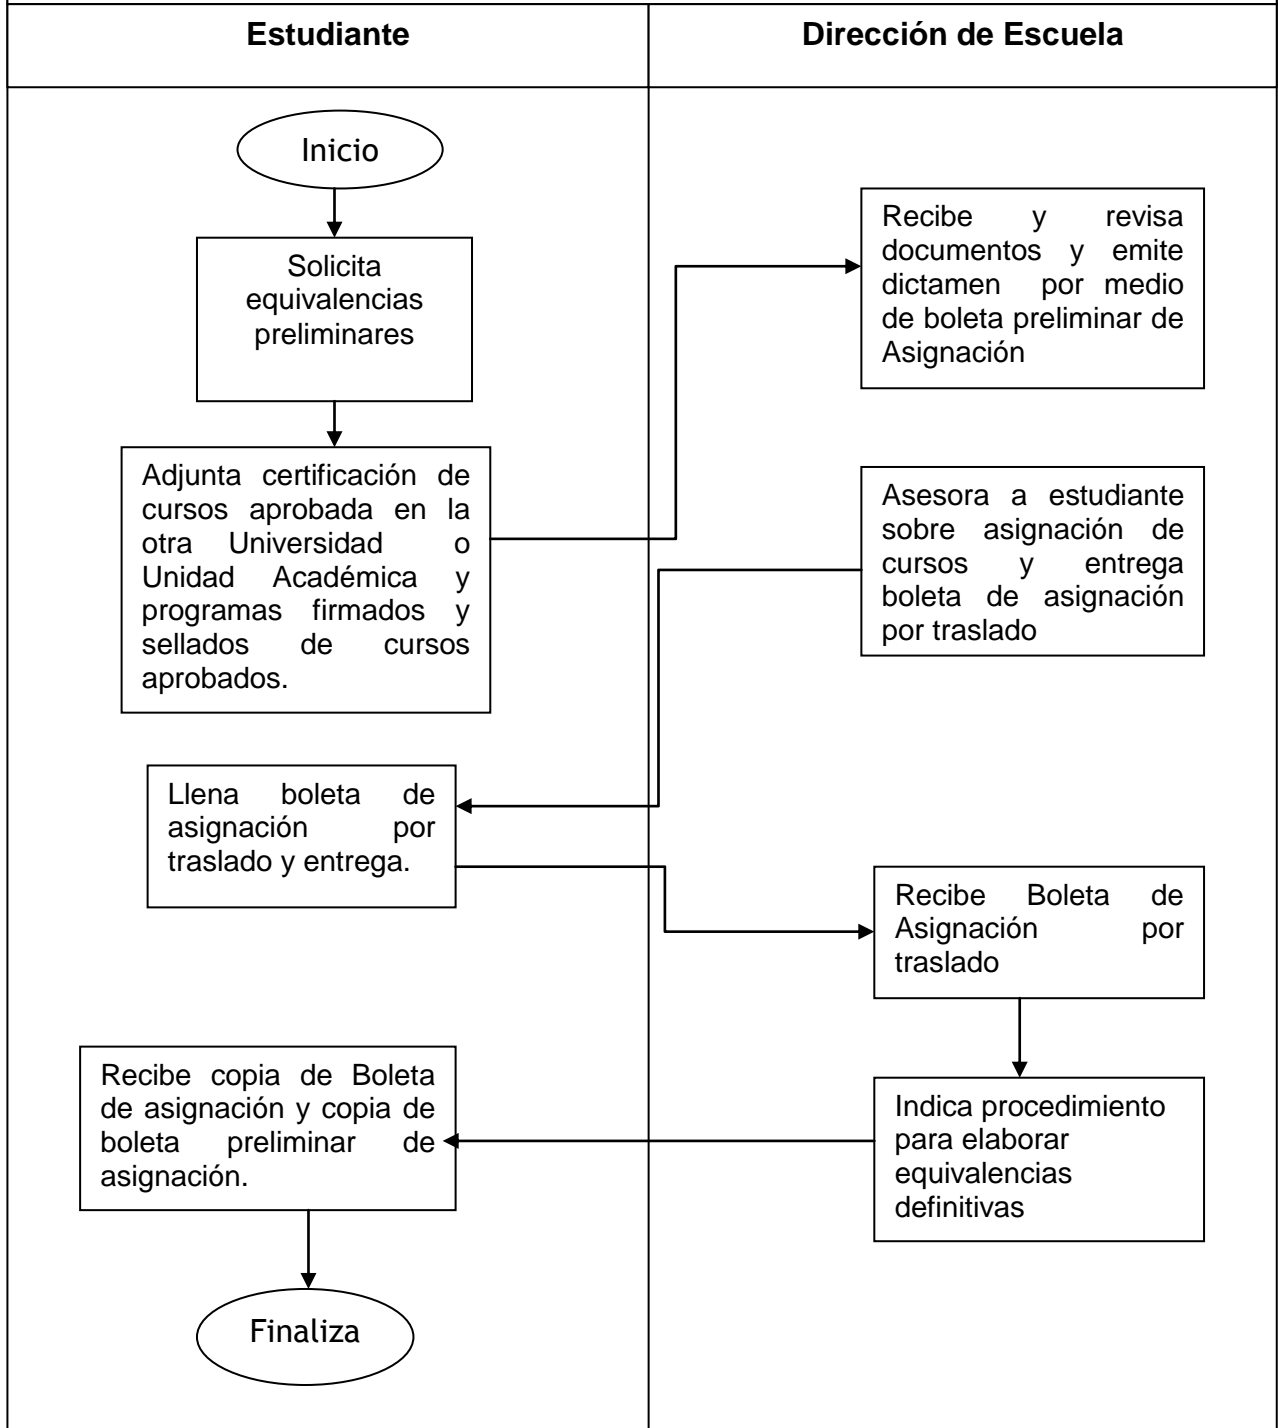 Estudiante
Dirección de Escuela
Inicio
Solicita
equivalencias
preliminares
Adjunta certificación de
cursos aprobada en la
otra Universidad o
Unidad Académica y
programas firmados y
sellados de cursos
aprobados.
Recibe y revisa
documentos y emite
dictamen por medio
de boleta preliminar de
Asignación
Asesora a estudiante
sobre asignación de
cursos y entrega
boleta de asignación
por traslado
Llena boleta de
asignación por
traslado y entrega.
Recibe Boleta de
Asignación por
traslado
Indica procedimiento
para elaborar
equivalencias
definitivas
Recibe copia de Boleta
de asignación y copia de
boleta preliminar de
asignación.
Finaliza